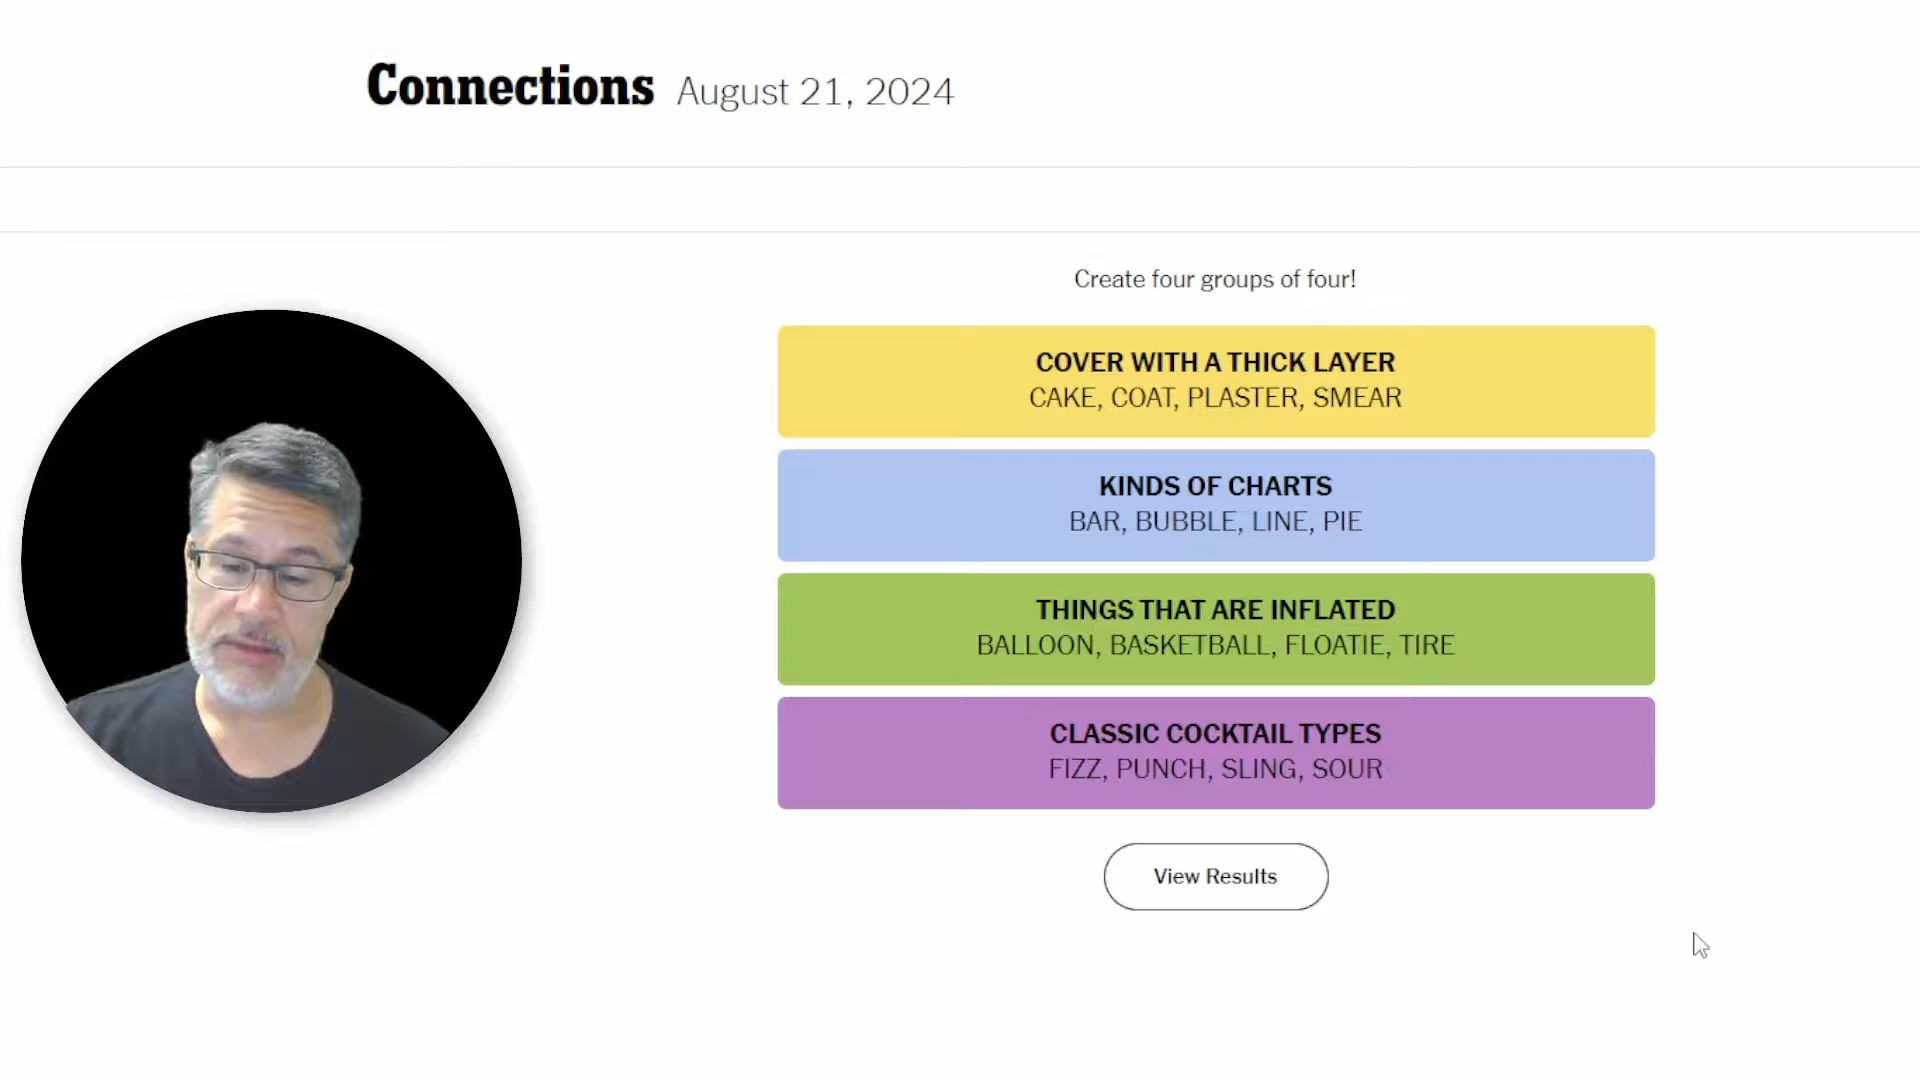 Connections August 21, 2024
Create four groups of four!
COVER WITH A THICK LAYER
CAKE, COAT, PLASTER, SMEAR
KINDS OF CHARTS
BAR, BUBBLE, LINE, PIE
THINGS THAT ARE INFLATED
BALLOON, BASKETBALL, FLOATIE, TIRE
CLASSIC COCKTAIL TYPES
FIZZ, PUNCH, SLING, SOUR
View Results